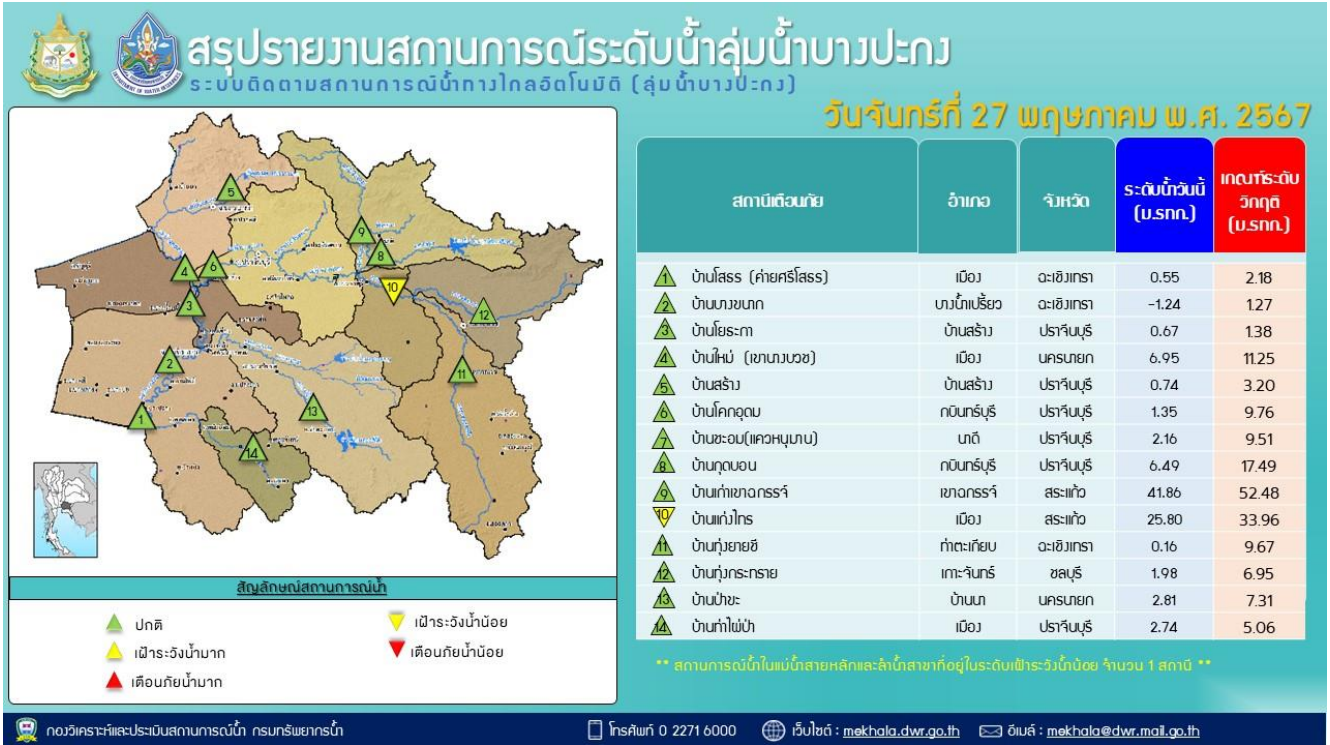 สรุปรายงานสถานการณ์ระดับน้ำลุ่มน้ำบางปะกง
ระบบติดตามสถานการณ์น้ำทางไกลอัตโนมัติ (ลุ่มน้ำบางปะกง)
วันจันทร์ที่ 27 พฤษภาคม พ.ศ. 2567
5
9
8
4
6
10
3
12
2
11
1
13
14
สัญลักษณ์สถานการณ์น้ำ
ปกติ
เฝ้าระวังน้ำน้อย
เฝ้าระวังน้ำมาก
เตือนภัยน้ำน้อย
เตือนภัยน้ำมาก
สถานีเตือนภัย อำเภอ จังหวัด ระดับน้ำวันนี้ (ม.รทก.) เกณฑ์ระดับวิกฤติ (ม.รทก.)
1 บ้านโสธร (ค่ายศรีโสธร) เมือง ฉะเชิงเทรา 0.55 2.18
2 บ้านบางขนาก บางน้ำเปรี้ยว ฉะเชิงเทรา -1.24 1.27
3 บ้านโยธะกา บ้านสร้าง ปราจีนบุรี 0.67 1.38
4 บ้านใหม่ (เขานางบวช) เมือง นครนายก 6.95 11.25
5 บ้านสร้าง บ้านสร้าง ปราจีนบุรี 0.74 3.20
6 บ้านโคกอุดม กบินทร์บุรี ปราจีนบุรี 1.35 9.76
7 บ้านชะอม(แควหนุมาน) นาดี ปราจีนบุรี 2.16 9.51
8 บ้านกุดบอน กบินทร์บุรี ปราจีนบุรี 6.49 17.49
9 บ้านเก่าเขาฉกรรจ์ เขาฉกรรจ์ สระแก้ว 41.86 52.48
10 บ้านแก่งไทร เมือง สระแก้ว 25.80 33.96
11 บ้านทุ่งยายชี ท่าตะเกียบ ฉะเชิงเทรา 0.16 9.67
12 บ้านทุ่งกระทราย เกาะจันทร์ ชลบุรี 1.98 6.95
13 บ้านป่าขะ บ้านนา นครนายก 2.81 7.31
14 บ้านท่าไผ่ป่า เมือง ปราจีนบุรี 2.74 5.06
** สถานการณ์น้ำในแม่น้ำสายหลักและลำน้ำสาขาที่อยู่ในระดับเฝ้าระวังน้ำน้อย จำนวน 1 สถานี **
กองวิเคราะห์และประเมินสถานการณ์น้ำ กรมทรัพยากรน้ำ
โทรศัพท์ 0 2271 6000
เว็บไซต์ : mekhala.dwr.go.th
อีเมล์ : mekhala@dwr.mail.go.th